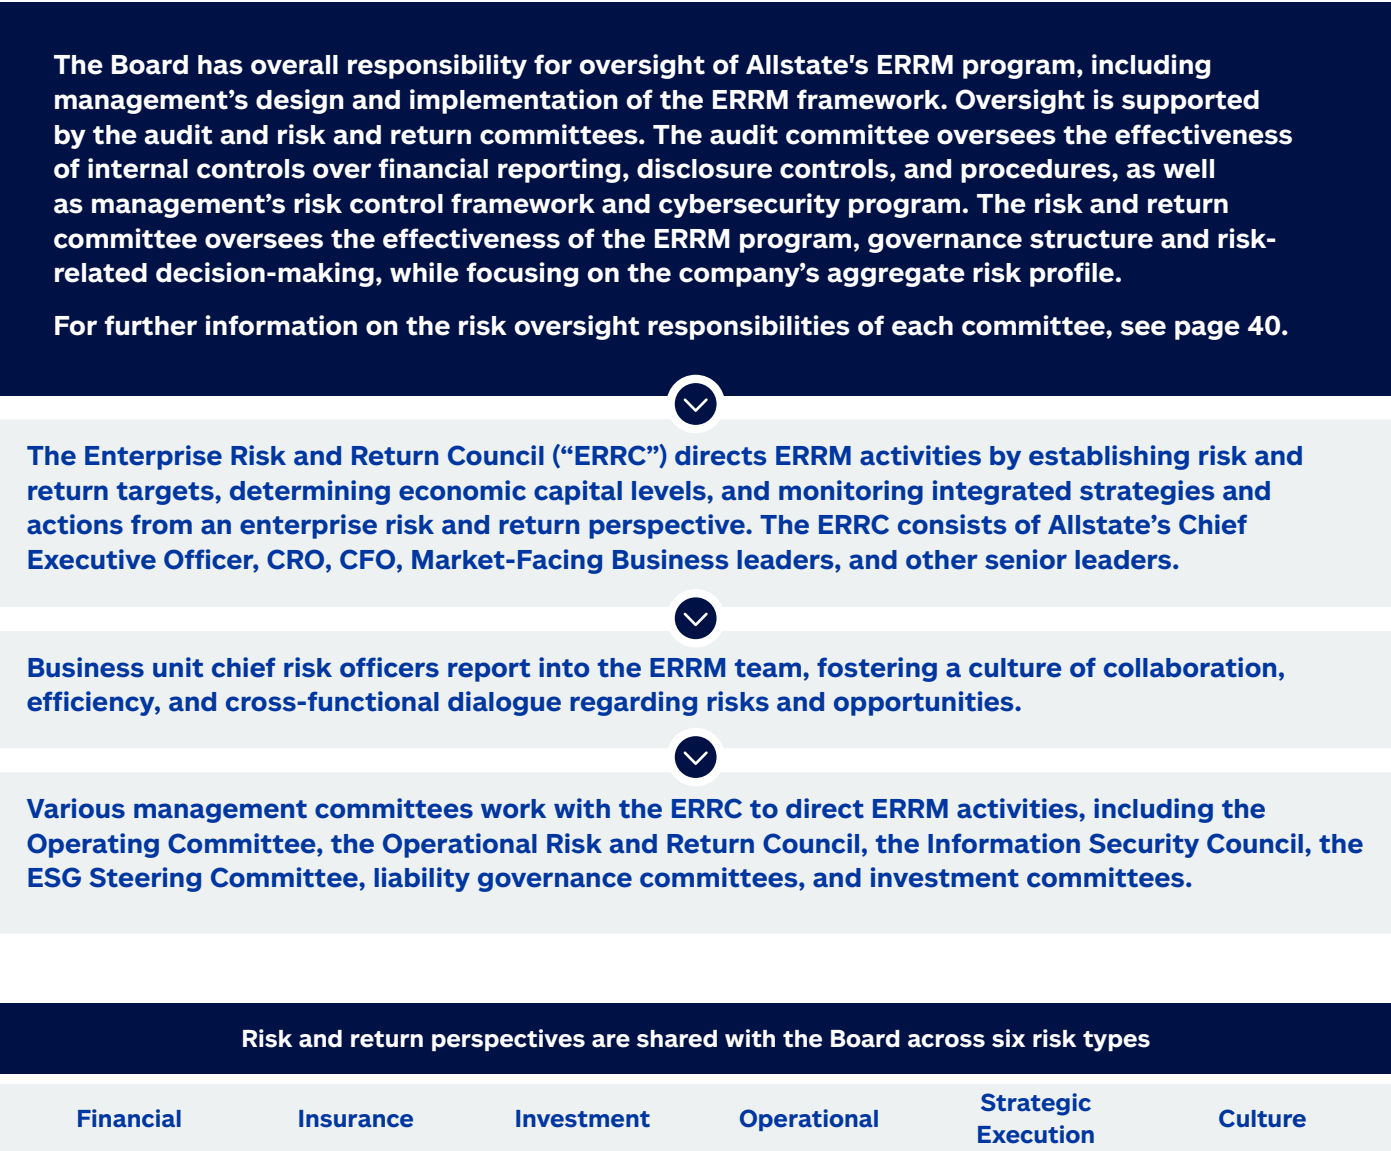 The Board has overall responsibility for oversight of Allstate's ERRM program, including
management’s design and implementation of the ERRM framework. Oversight is supported
by the audit and risk and return committees. The audit committee oversees the effectiveness
of internal controls over financial reporting, disclosure controls, and procedures, as well
as management’s risk control framework and cybersecurity program. The risk and return
committee oversees the effectiveness of the ERRM program, governance structure and risk-
related decision-making, while focusing on the company’s aggregate risk profile.
For further information on the risk oversight responsibilities of each committee, see page 40.
The Enterprise Risk and Return Council (“ERRC”) directs ERRM activities by establishing risk and
return targets, determining economic capital levels, and monitoring integrated strategies and
actions from an enterprise risk and return perspective. The ERRC consists of Allstate’s Chief
Executive Officer, CRO, CFO, Market-Facing Business leaders, and other senior leaders.
Business unit chief risk officers report into the ERRM team, fostering a culture of collaboration,
efficiency, and cross-functional dialogue regarding risks and opportunities.
Various management committees work with the ERRC to direct ERRM activities, including the
Operating Committee, the Operational Risk and Return Council, the Information Security Council, the
ESG Steering Committee, liability governance committees, and investment committees.
Risk and return perspectives are shared with the Board across six risk types
Financial
Insurance
Investment
Operational
Strategic
Execution
Culture